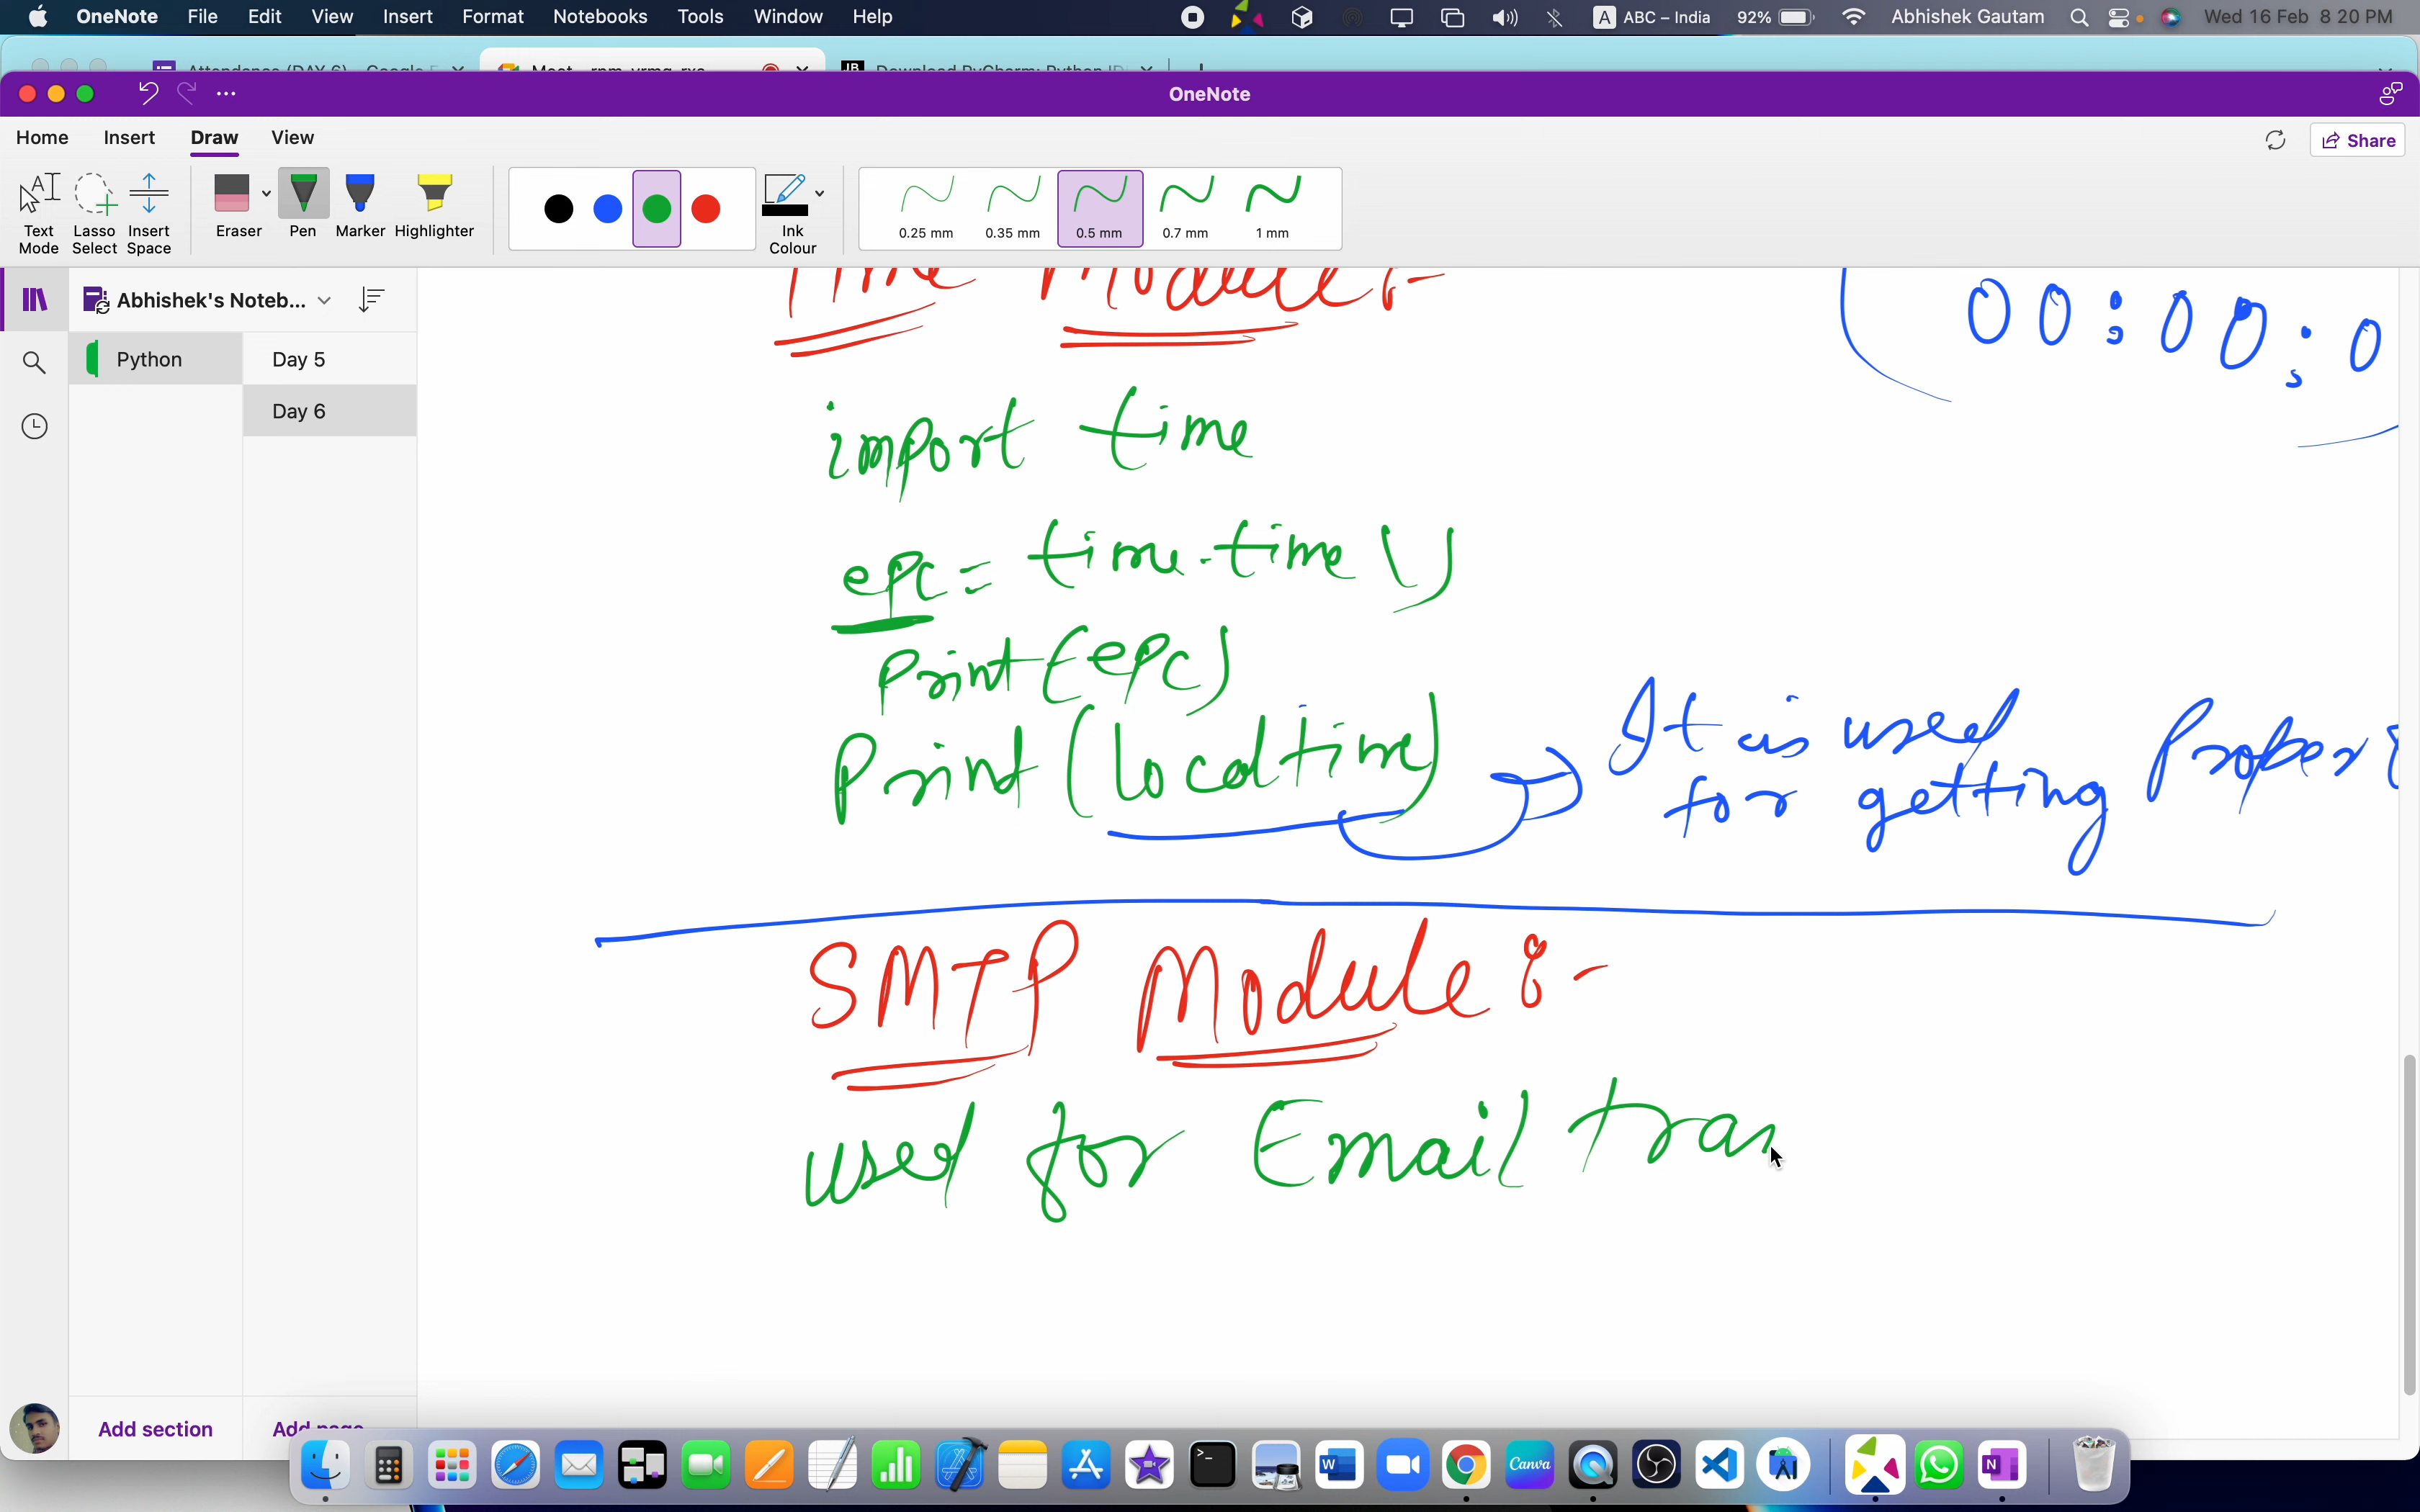 OneNote File Edit View Insert Format Notebooks Tools Window Help A ABC – India 92% Abhishek Gautam Wed 16 Feb 8 20 PM
OneNote
Home Insert Draw View Share
Text Mode Lasso Select Insert Space Eraser Pen Marker Highlighter Ink Colour 0.25 mm 0.35 mm 0.5 mm 0.7 mm 1 mm
Abhishek's Noteb...
Python Day 5
Day 6
Time Module:-
00:00:0
import time
epc = time.time()
Print(epc)
Print(localtime)
It is used
for getting Proper
SMTP Module:-
used for Email tran
Add section
Canva